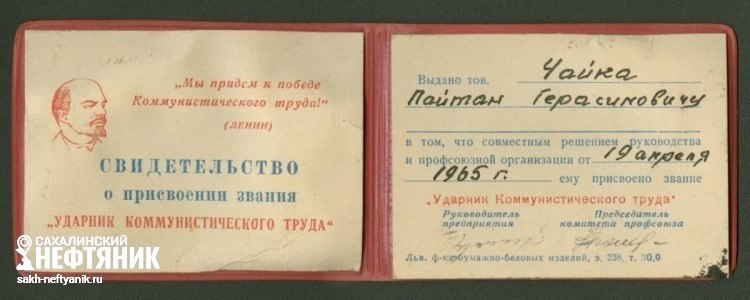 „Мы придем к победе
Коммунистического труда!"
(ЛЕНИН)
СВИДЕТЕЛЬСТВО
о присвоении звания
„УДАРНИК КОММУНИСТИЧЕСКОГО ТРУДА"
САХАЛИНСКИЙ
НЕФТЯНИК
sakh-neftyanik.ru
Выдано тов. Чайка
Пайтан Герасимовичу
в том, что совместным решением руководства
и профсоюзной организации от 19 апреля
1965 г. ему присвоено звание
„Ударник Коммунистического труда"
Руководитель Председатель
предприятия комитета профсоюза
Льв. ф-ка бумажно-беловых изделий, з. 238, т. 30,0